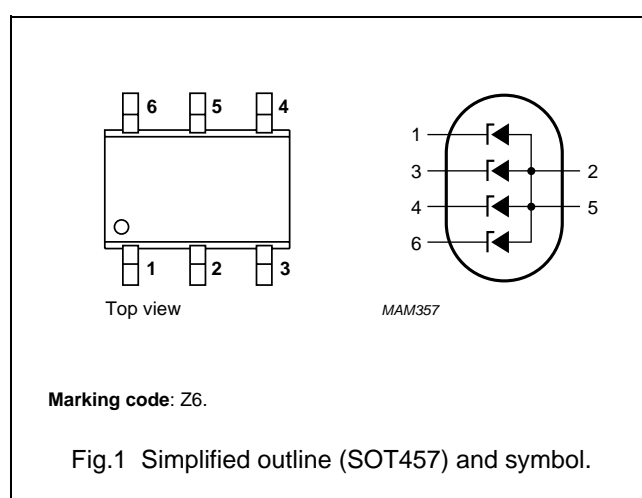 6 5 4
1 2 3
Top view
1
3 2
4 5
6
MAM357
Marking code: Z6.
Fig.1 Simplified outline (SOT457) and symbol.